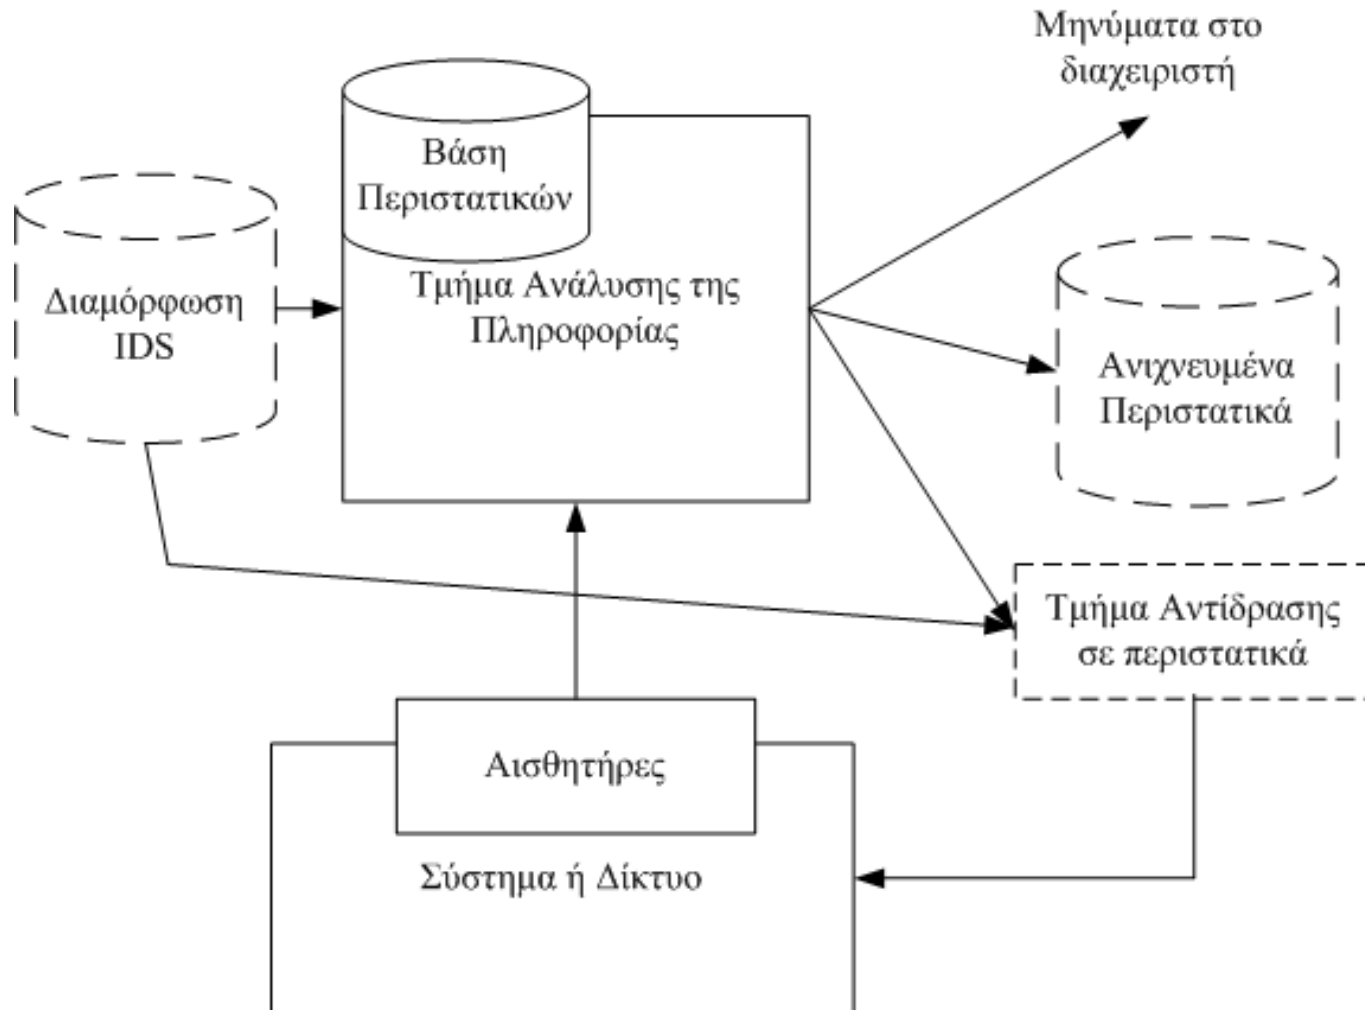 Μηνύματα στο
διαχειριστή
Βάση
Περιστατικών
Διαμόρφωση
IDS
Τμήμα Ανάλυσης της
Πληροφορίας
Ανιχνευμένα
Περιστατικά
Τμήμα Αντίδρασης
σε περιστατικά
Αισθητήρες
Σύστημα ή Δίκτυο